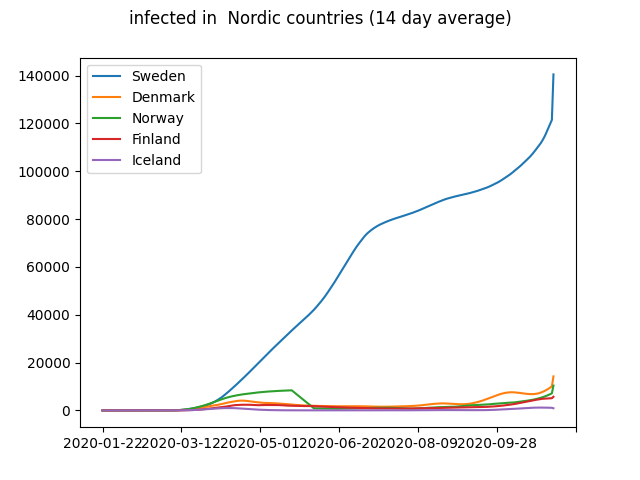 infected in  Nordic countries (14 day average)
140000
120000
100000
80000
60000
40000
20000
0
Sweden
Denmark
Norway
Finland
Iceland
2020-01-22 2020-03-12 2020-05-01 2020-06-20 2020-08-09 2020-09-28